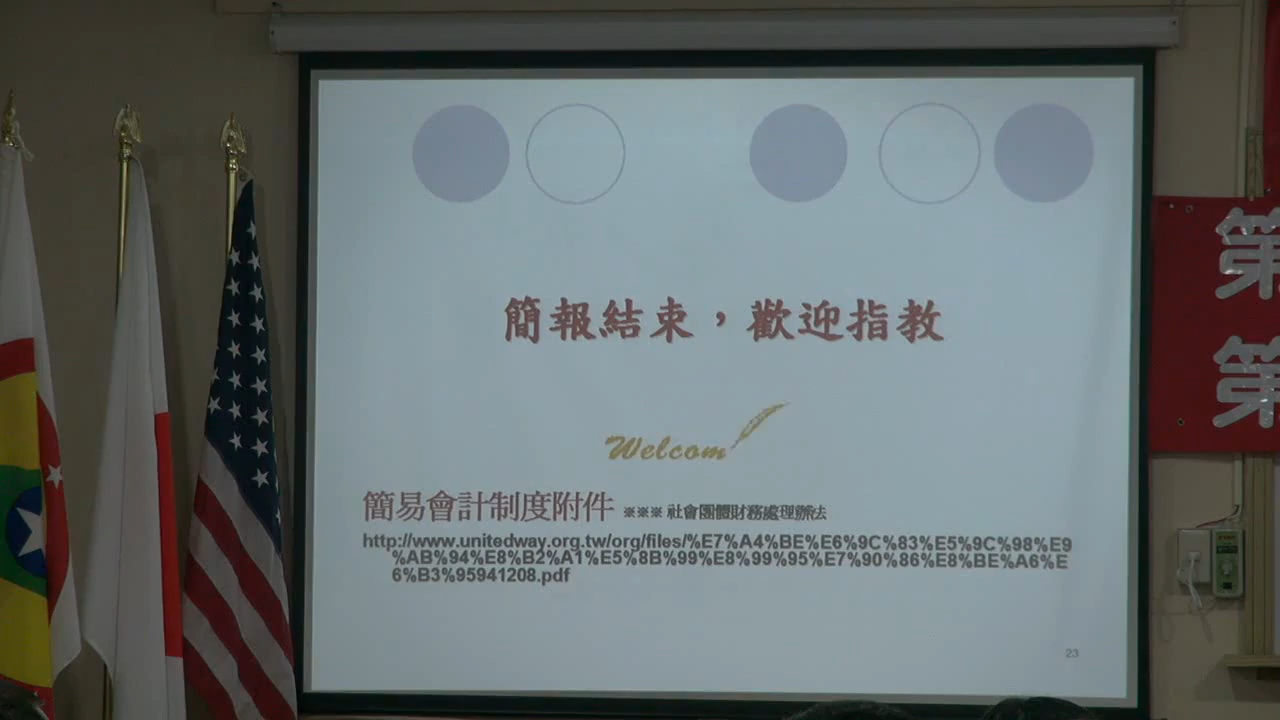 簡報結束，歡迎指教
Welcom
簡易會計制度附件 ※※※ 社會團體財務處理辦法
http://www.unitedway.org.tw/org/files/%E7%A4%BE%E6%9C%83%E5%9C%98%E9
%AB%94%E8%B2%A1%E5%8B%99%E8%99%95%E7%90%86%E8%BE%A6%E
6%B3%95941208.pdf
23
第
第